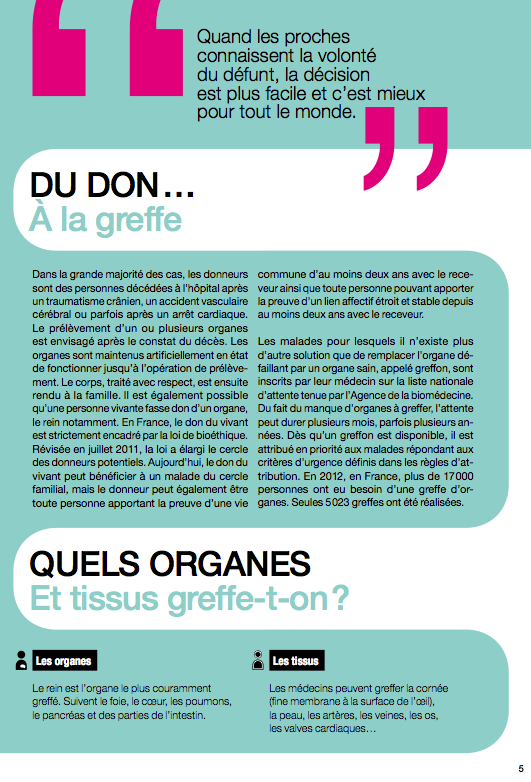 Quand les proches
connaissent la volonté
du défunt, la décision
est plus facile et c'est mieux
pour tout le monde.
DU DON…
À la greffe
Dans la grande majorité des cas, les donneurs
sont des personnes décédées à l'hôpital après
un traumatisme crânien, un accident vasculaire
cérébral ou parfois après un arrêt cardiaque.
Le prélèvement d'un ou plusieurs organes
est envisagé après le constat du décès. Les
organes sont maintenus artificiellement en état
de fonctionner jusqu'à l'opération de prélève-
ment. Le corps, traité avec respect, est ensuite
rendu à la famille. Il est également possible
qu'une personne vivante fasse don d'un organe,
le rein notamment. En France, le don du vivant
est strictement encadré par la loi de bioéthique.
Révisée en juillet 2011, la loi a élargi le cercle
des donneurs potentiels. Aujourd'hui, le don du
vivant peut bénéficier à un malade du cercle
familial, mais le donneur peut également être
toute personne apportant la preuve d'une vie
commune d'au moins deux ans avec le rece-
veur ainsi que toute personne pouvant apporter
la preuve d'un lien affectif étroit et stable depuis
au moins deux ans avec le receveur.
Les malades pour lesquels il n'existe plus
d'autre solution que de remplacer l'organe dé-
faillant par un organe sain, appelé greffon, sont
inscrits par leur médecin sur la liste nationale
d'attente tenue par l'Agence de la biomédecine.
Du fait du manque d'organes à greffer, l'attente
peut durer plusieurs mois, parfois plusieurs an-
nées. Dès qu'un greffon est disponible, il est
attribué en priorité aux malades répondant aux
critères d'urgence définis dans les règles d'at-
tribution. En 2012, en France, plus de 17 000
personnes ont eu besoin d'une greffe d'or-
ganes. Seules 5 023 greffes ont été réalisées.
QUELS ORGANES
Et tissus greffe-t-on ?
Les organes
Le rein est l'organe le plus couramment
greffé. Suivent le foie, le cœur, les poumons,
le pancréas et des parties de l'intestin.
Les tissus
Les médecins peuvent greffer la cornée
(fine membrane à la surface de l'œil),
la peau, les artères, les veines, les os,
les valves cardiaques…
5